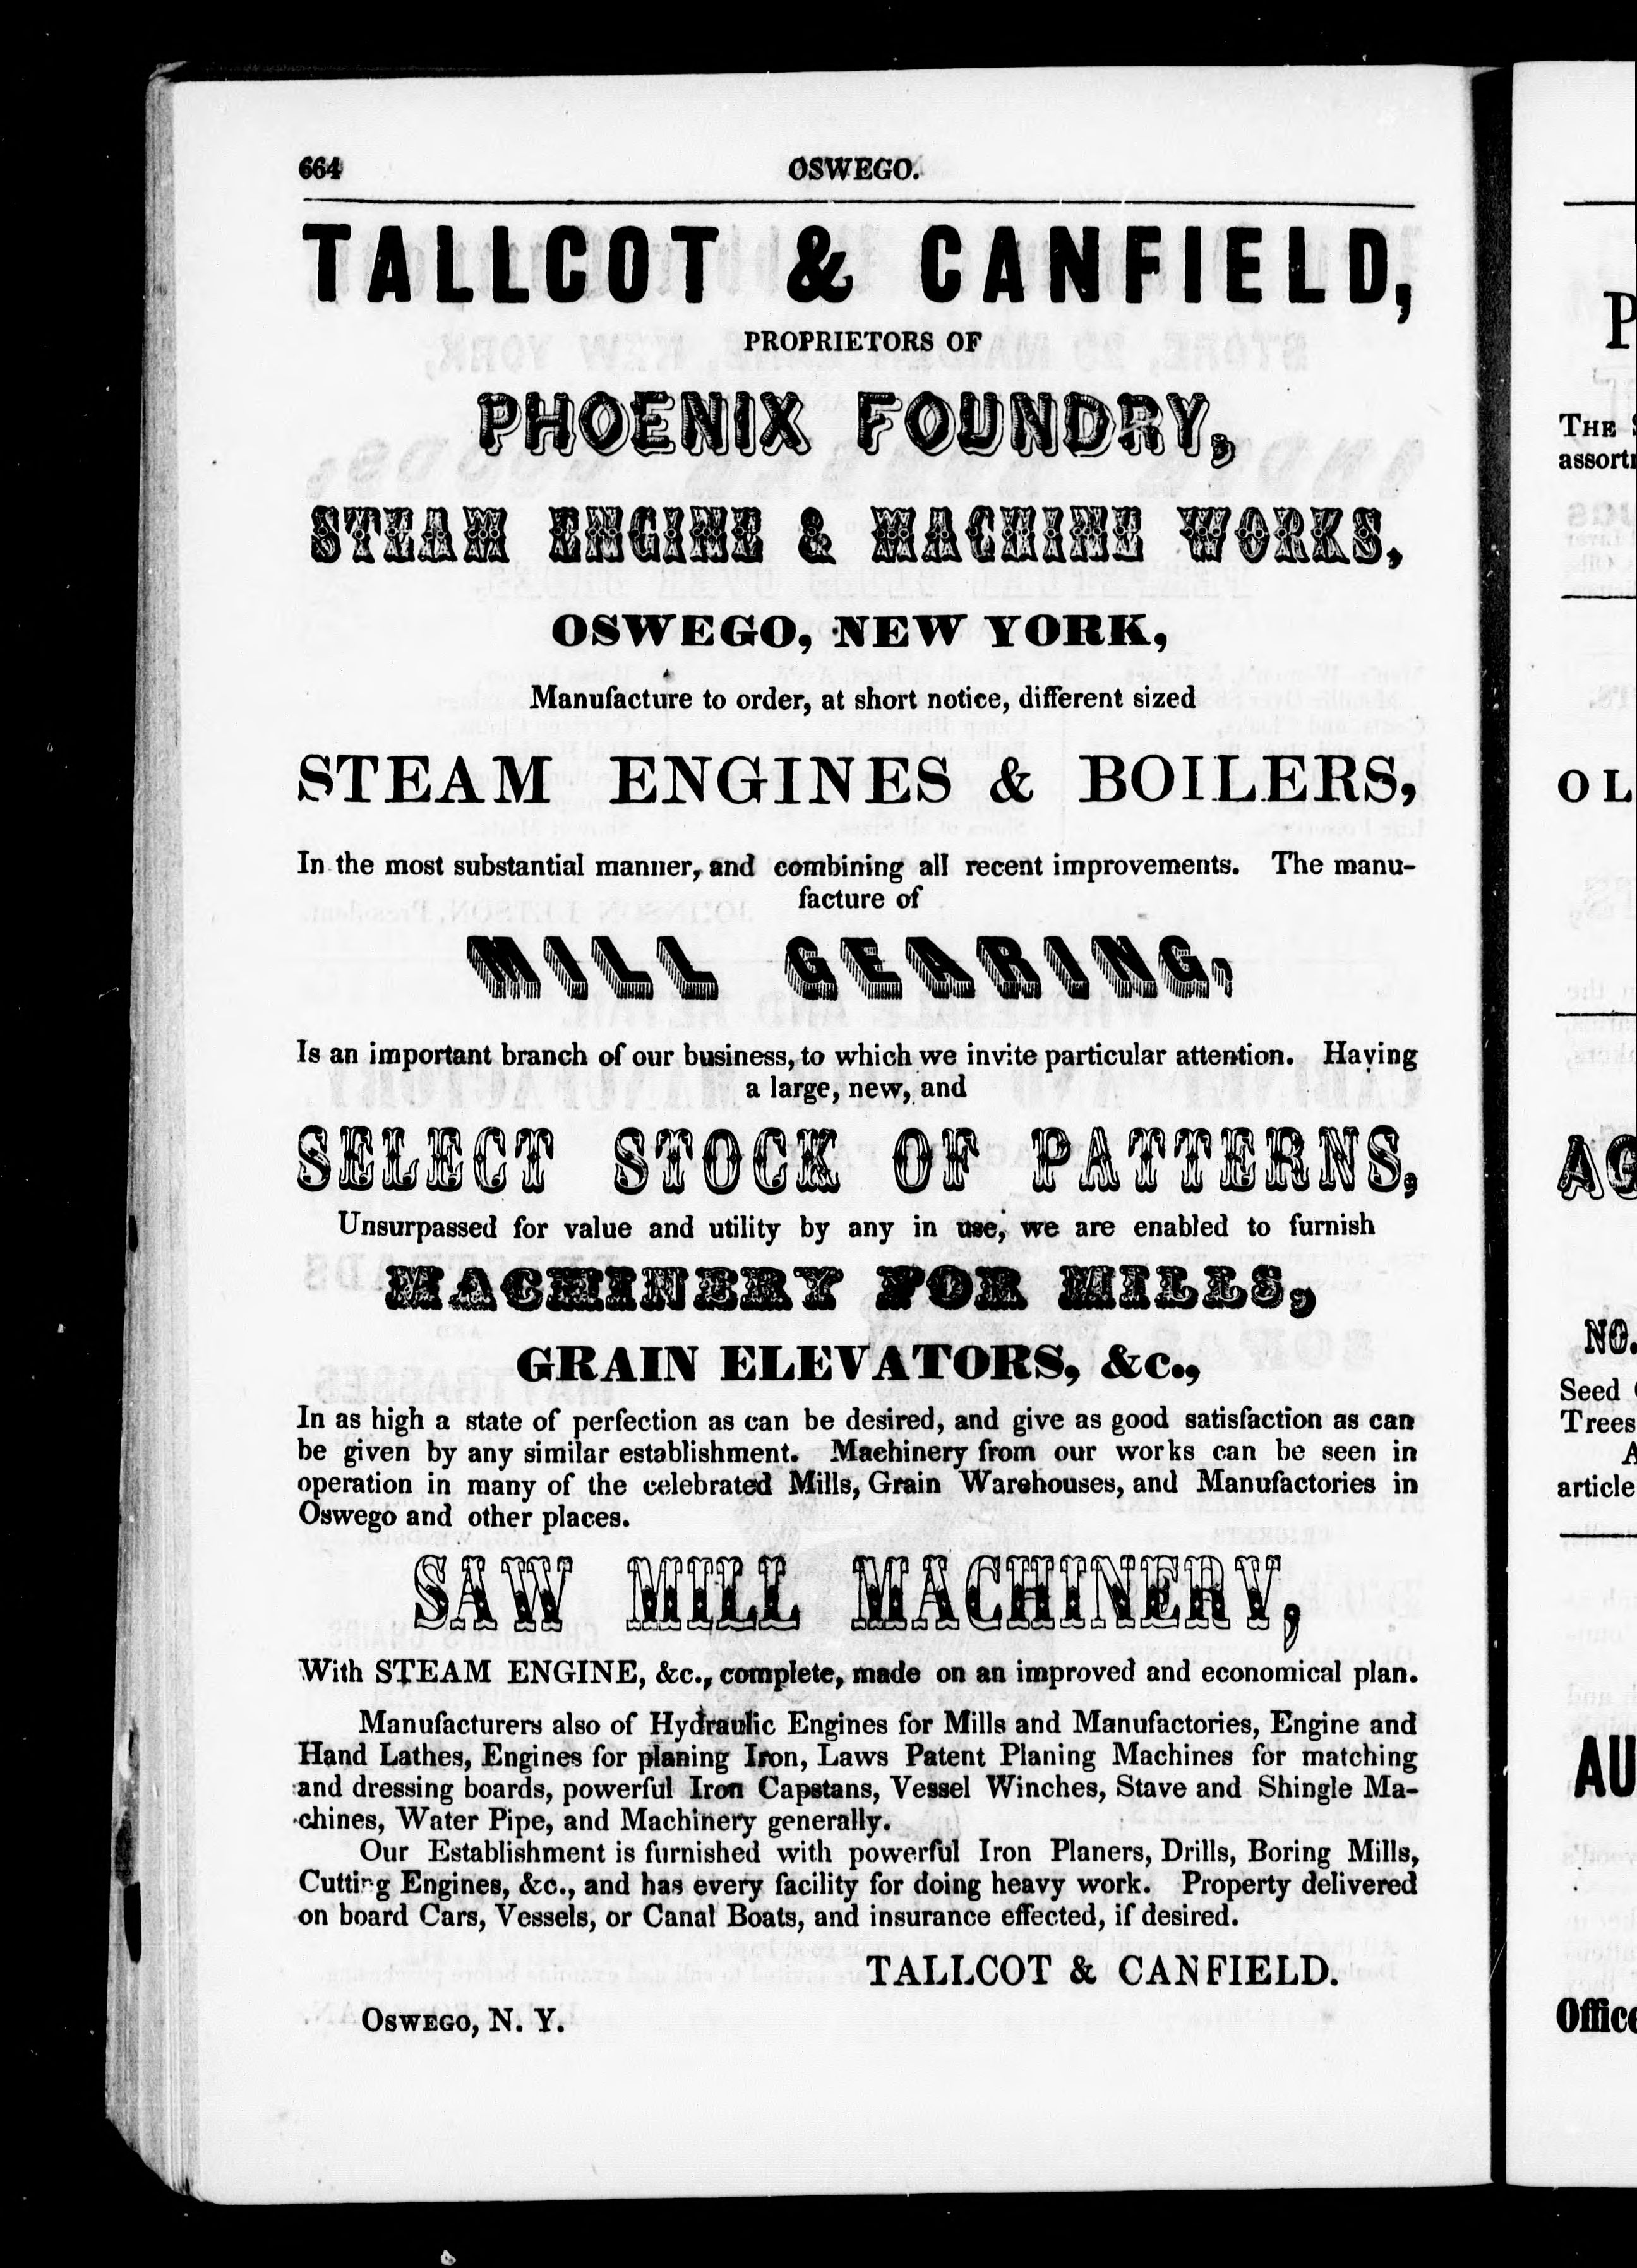 664
OSWEGO.
TALLCOT & CANFIELD,
PROPRIETORS OF
PHOENIX FOUNDRY,
STEAM ENGINE & MACHINE WORKS,
OSWEGO, NEW YORK,
Manufacture to order, at short notice, different sized
STEAM ENGINES & BOILERS,
In the most substantial manner, and combining all recent improvements. The manu-
facture of
MILL GEARING,
Is an important branch of our business, to which we invite particular attention. Having
a large, new, and
SELECT STOCK OF PATTERNS,
Unsurpassed for value and utility by any in use, we are enabled to furnish
MACHINERY FOR MILLS,
GRAIN ELEVATORS, &c.,
In as high a state of perfection as can be desired, and give as good satisfaction as can
be given by any similar establishment. Machinery from our works can be seen in
operation in many of the celebrated Mills, Grain Warehouses, and Manufactories in
Oswego and other places.
SAW MILL MACHINERY,
With STEAM ENGINE, &c., complete, made on an improved and economical plan.
Manufacturers also of Hydraulic Engines for Mills and Manufactories, Engine and
Hand Lathes, Engines for planing Iron, Laws Patent Planing Machines for matching
and dressing boards, powerful Iron Capstans, Vessel Winches, Stave and Shingle Ma-
chines, Water Pipe, and Machinery generally.
Our Establishment is furnished with powerful Iron Planers, Drills, Boring Mills,
Cutting Engines, &c., and has every facility for doing heavy work. Property delivered
on board Cars, Vessels, or Canal Boats, and insurance effected, if desired.
TALLCOT & CANFIELD.
OSWEGO, N. Y.
THE
NO.
Seed
Trees
article